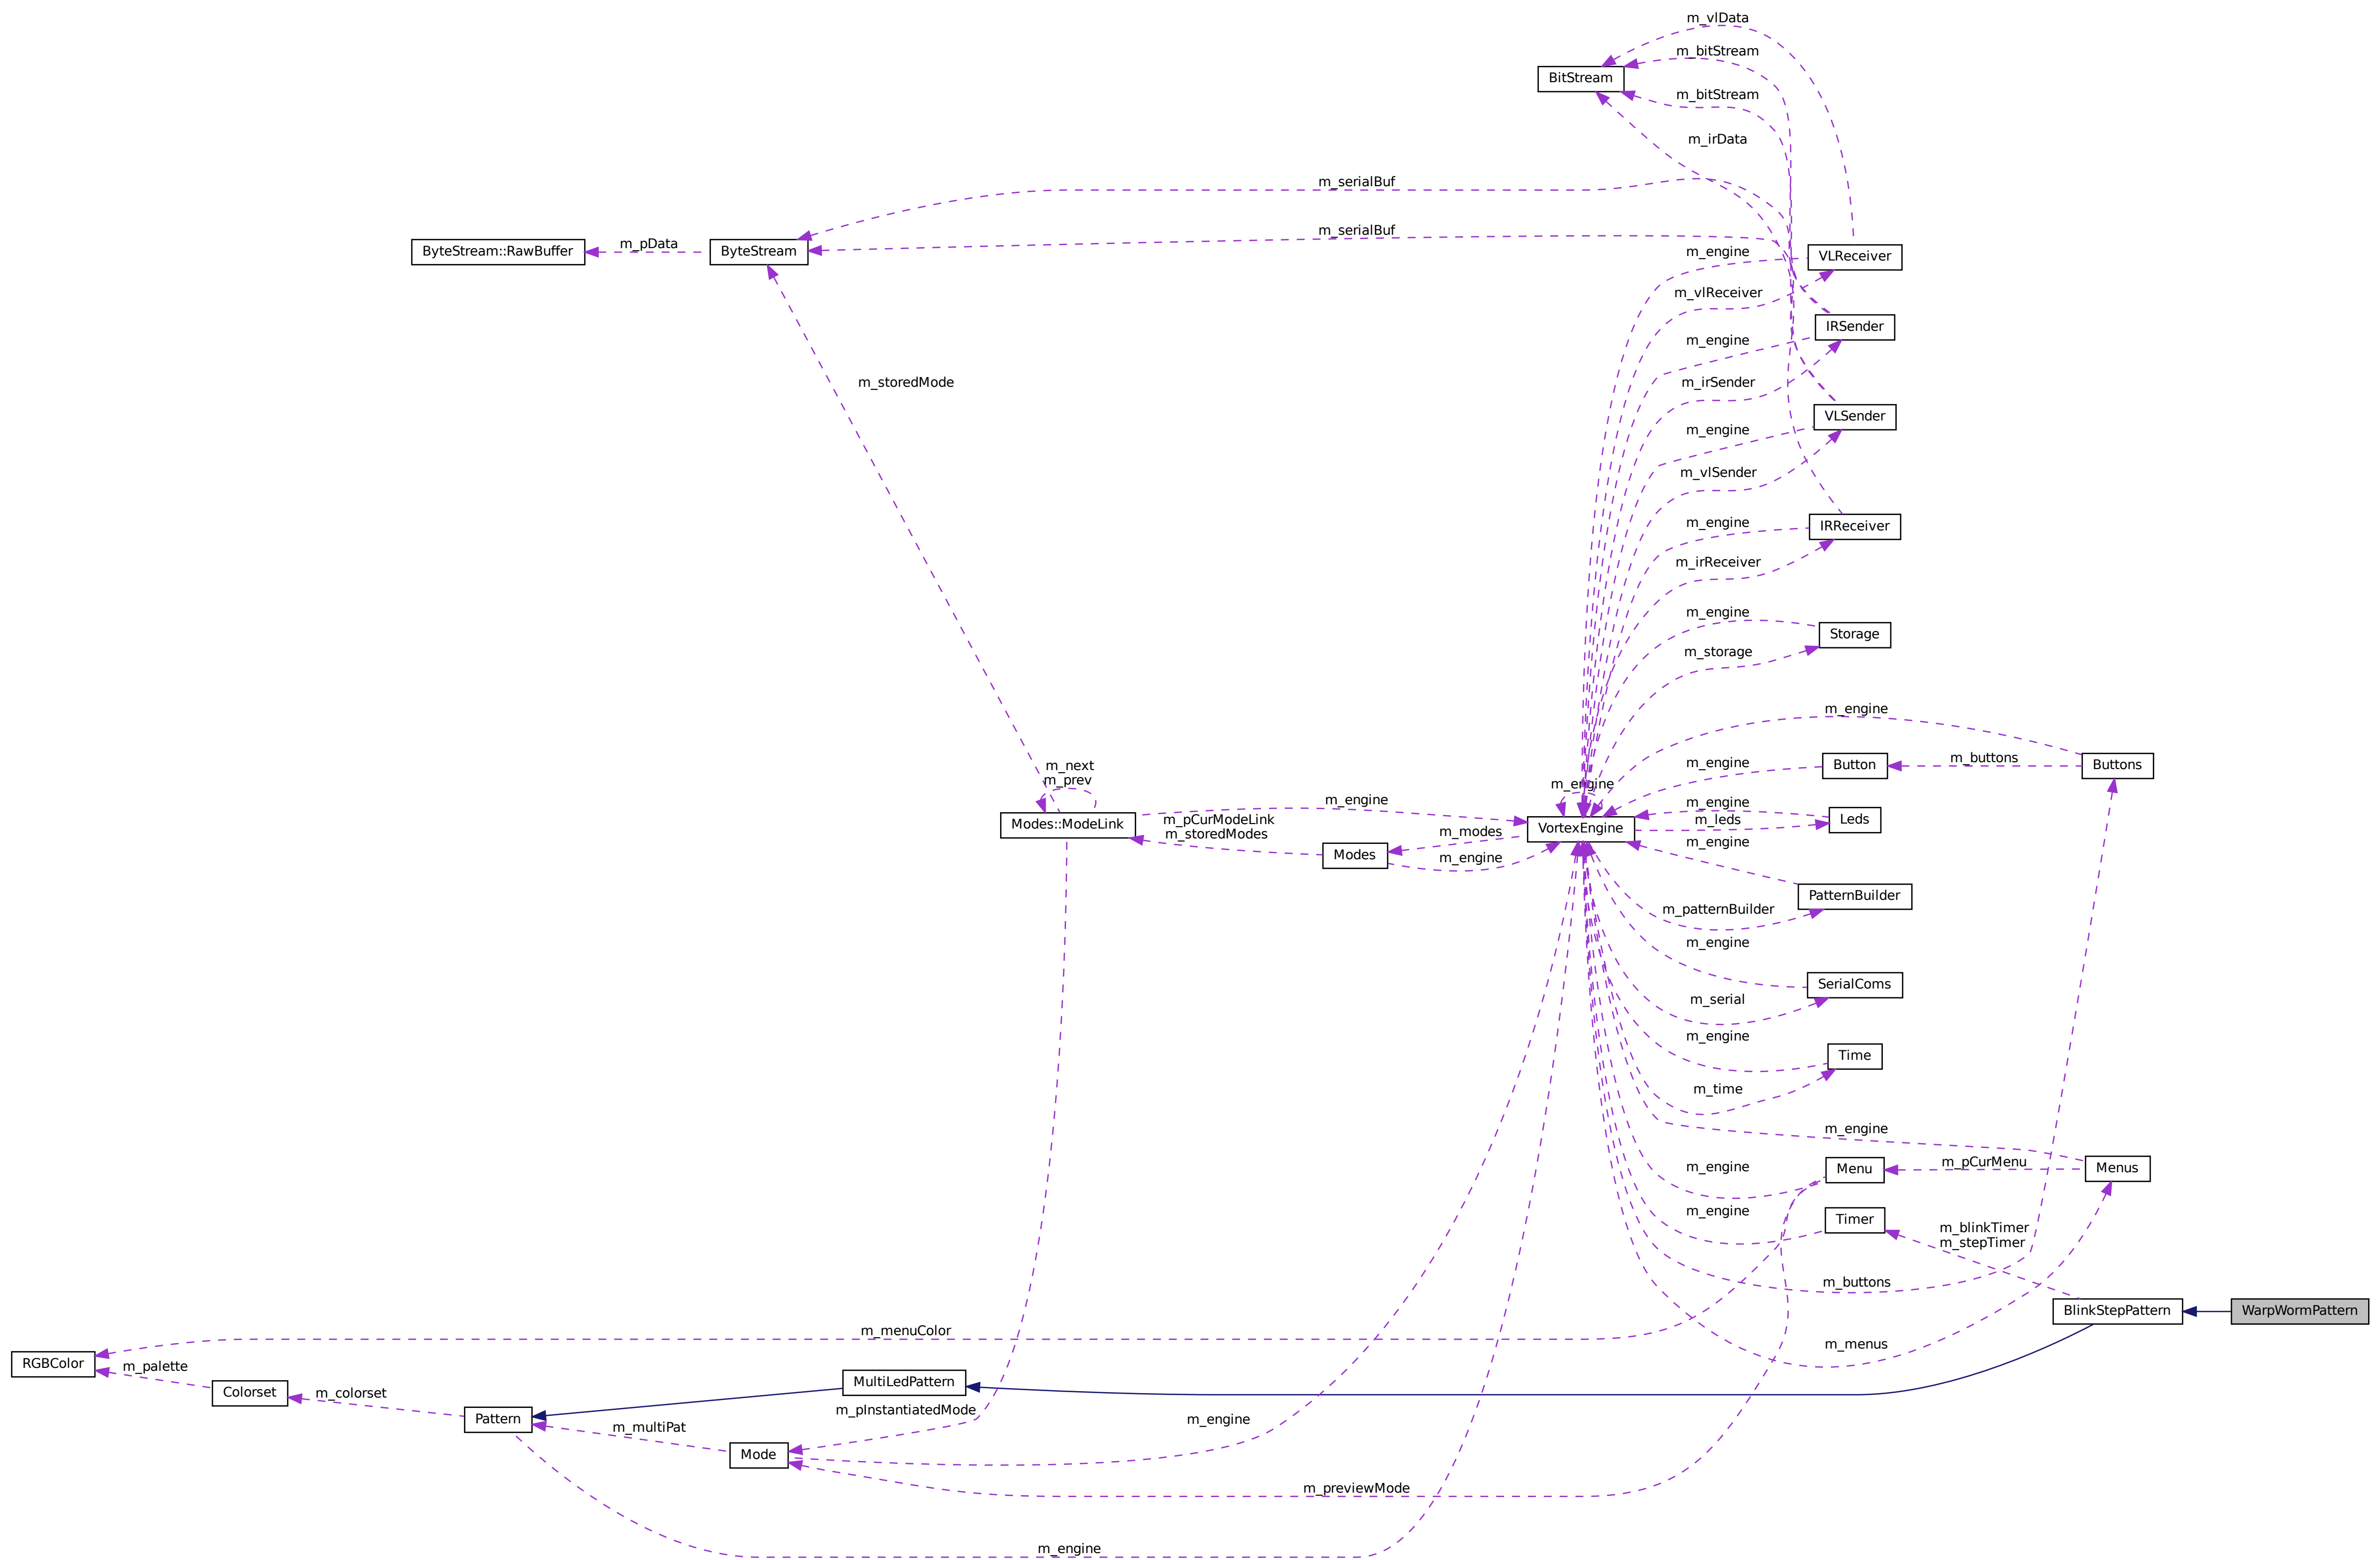 m_vlData
m_bitStream
BitStream
m_bitStream
m_irData
m_serialBuf
m_serialBuf
ByteStream::RawBuffer
m_pData
ByteStream
m_engine
VLReceiver
m_vlReceiver
IRSender
m_engine
m_storedMode
m_irSender
VLSender
m_engine
m_vlSender
m_engine
IRReceiver
m_irReceiver
m_engine
Storage
m_storage
m_engine
m_next
m_prev
m_engine
Button
m_buttons
Buttons
m_engine
m_engine
m_engine
Leds
m_leds
Modes::ModeLink
m_pCurModeLink
m_storedModes
m_modes
VortexEngine
m_engine
Modes
m_engine
PatternBuilder
m_patternBuilder
m_engine
SerialComs
m_serial
m_engine
Time
m_time
m_engine
m_engine
Menu
m_pCurMenu
Menus
m_engine
Timer
m_blinkTimer
m_stepTimer
m_buttons
BlinkStepPattern
WarpWormPattern
m_menuColor
m_menus
RGBColor
m_palette
Colorset
m_colorset
MultiLedPattern
m_pInstantiatedMode
Pattern
m_multiPat
m_engine
Mode
m_previewMode
m_engine